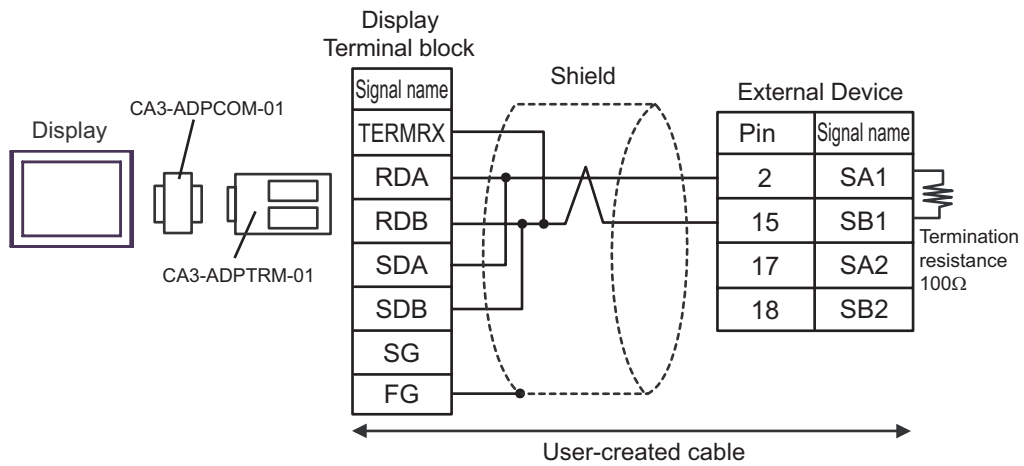 Display
Terminal block
Signal name
TERMRX
RDA
RDB
SDA
SDB
SG
FG
Display
CA3-ADPCOM-01
CA3-ADPTRM-01
Shield
External Device
Pin Signal name
2 SA1
15 SB1
17 SA2
18 SB2
Termination
resistance
100Ω
User-created cable